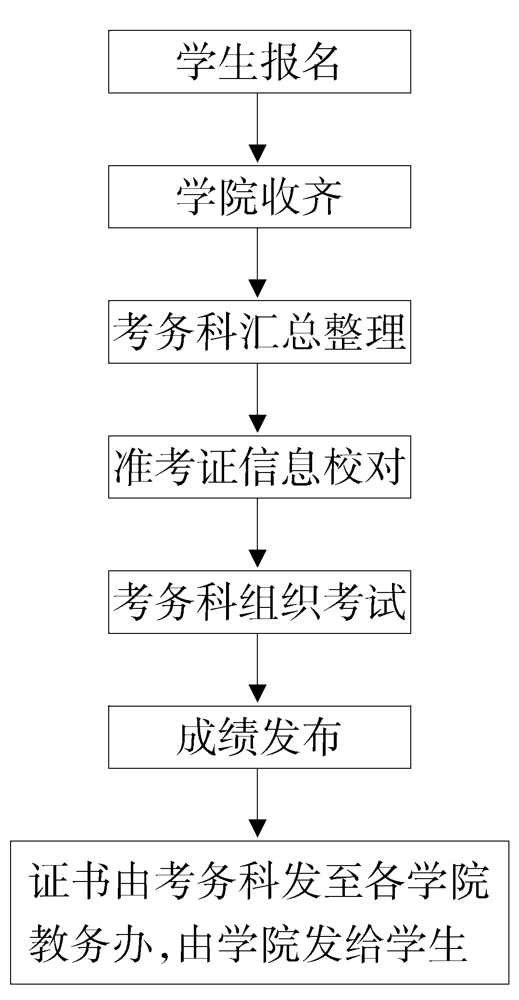 学生报名
学院收齐
考务科汇总整理
准考证信息校对
考务科组织考试
成绩发布
证书由考务科发至各学院
教务办,由学院发给学生